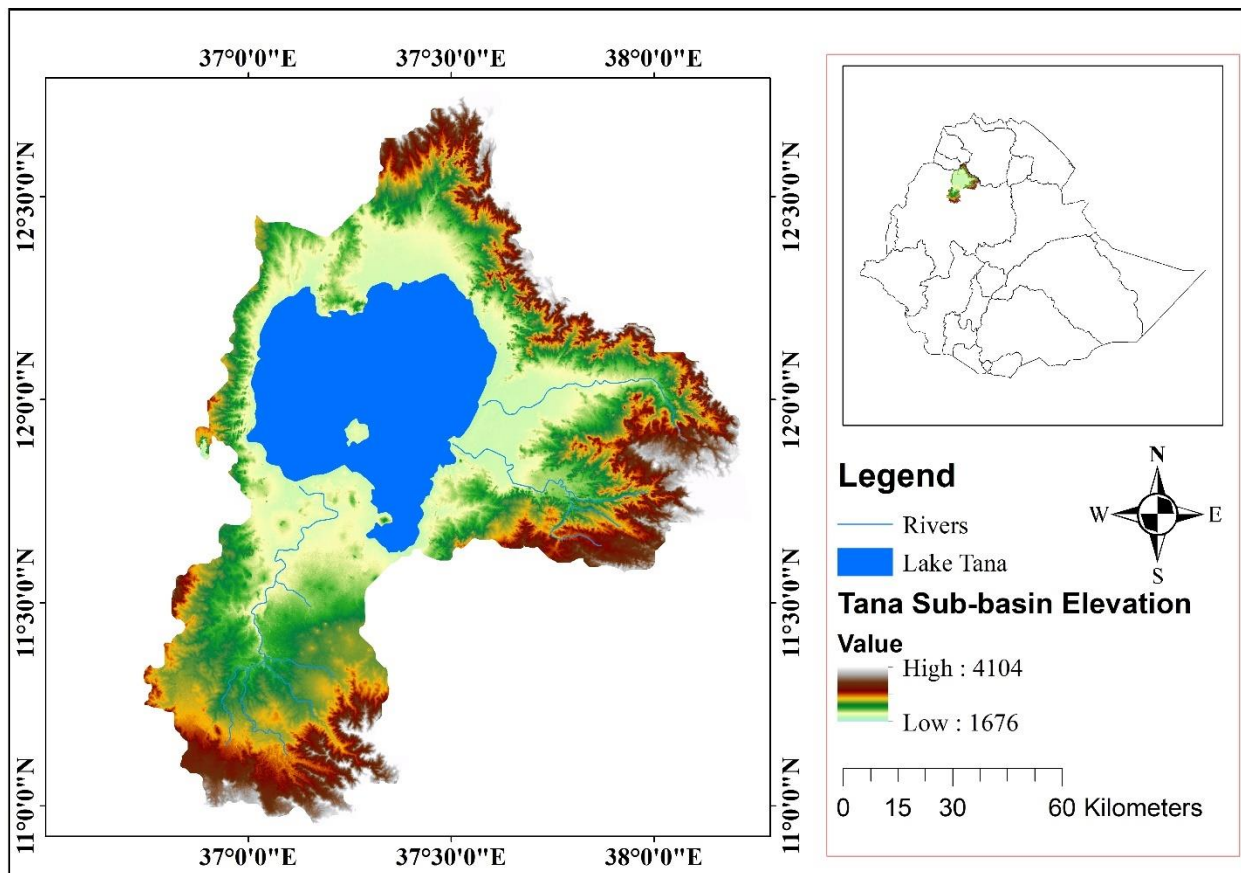 37°0'0"E 37°30'0"E 38°0'0"E
12°30'0"N
12°0'0"N
11°30'0"N
11°0'0"N
37°0'0"E 37°30'0"E 38°0'0"E
12°30'0"N
12°0'0"N
11°30'0"N
11°0'0"N
N
W E
S
Legend
Rivers
Lake Tana
Tana Sub-basin Elevation
Value
High : 4104
Low : 1676
0 15 30 60 Kilometers